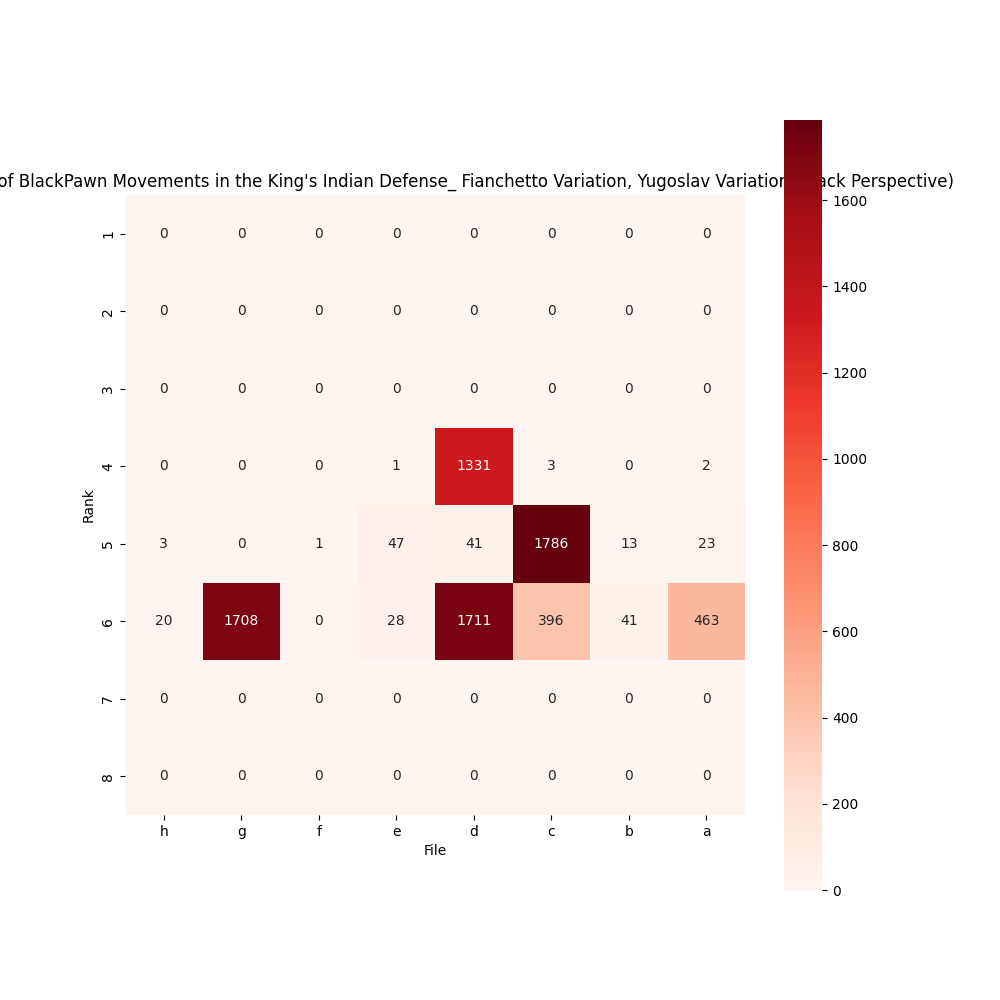 of BlackPawn Movements in the King's Indian Defense_ Fianchetto Variation, Yugoslav Variation ack Perspective)
1600
1 0 0 0 0 0 0 0 0
1400
2 0 0 0 0 0 0 0 0
1200
3 0 0 0 0 0 0 0 0
1000
4 0 0 0 1 1331 3 0 2
Rank
800
5 3 0 1 47 41 1786 13 23
600
6 20 1708 0 28 1711 396 41 463
400
7 0 0 0 0 0 0 0 0
200
8 0 0 0 0 0 0 0 0
h g f e d c b a
File
0